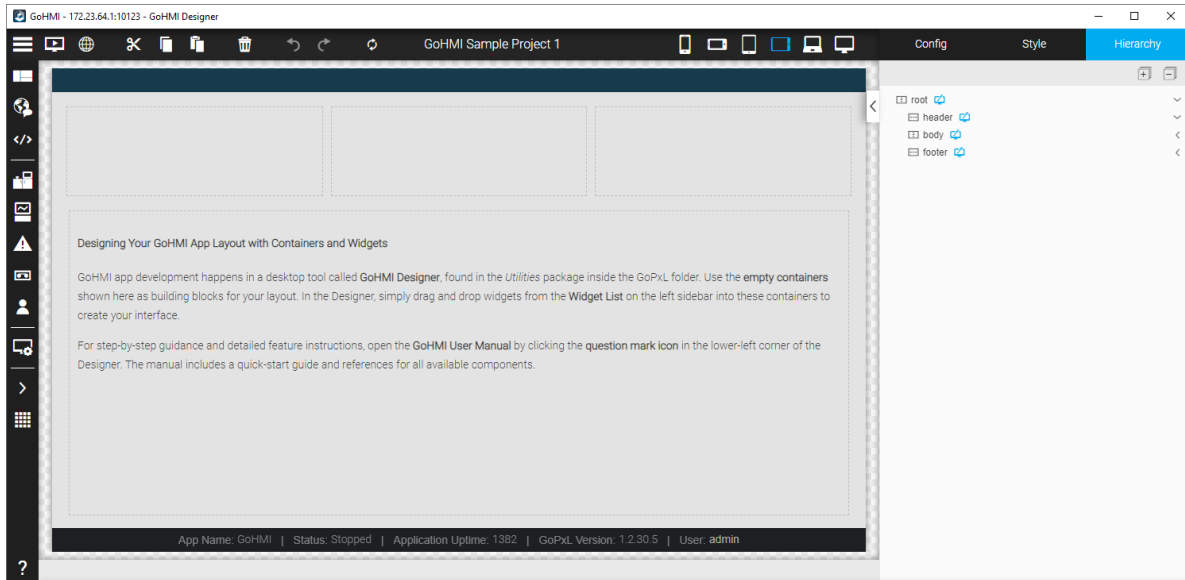 GoHMI - 172.23.64.1:10123 - GoHMI Designer
GoHMI Sample Project 1
Config Style Hierarchy
root
header
body
footer
Designing Your GoHMI App Layout with Containers and Widgets
GoHMI app development happens in a desktop tool called GoHMI Designer, found in the Utilities package inside the GoPxL folder. Use the empty containers
shown here as building blocks for your layout. In the Designer, simply drag and drop widgets from the Widget List on the left sidebar into these containers to
create your interface.
For step-by-step guidance and detailed feature instructions, open the GoHMI User Manual by clicking the question mark icon in the lower-left corner of the
Designer. The manual includes a quick-start guide and references for all available components.
App Name: GoHMI | Status: Stopped | Application Uptime: 1382 | GoPxL Version: 1.2.30.5 | User: admin